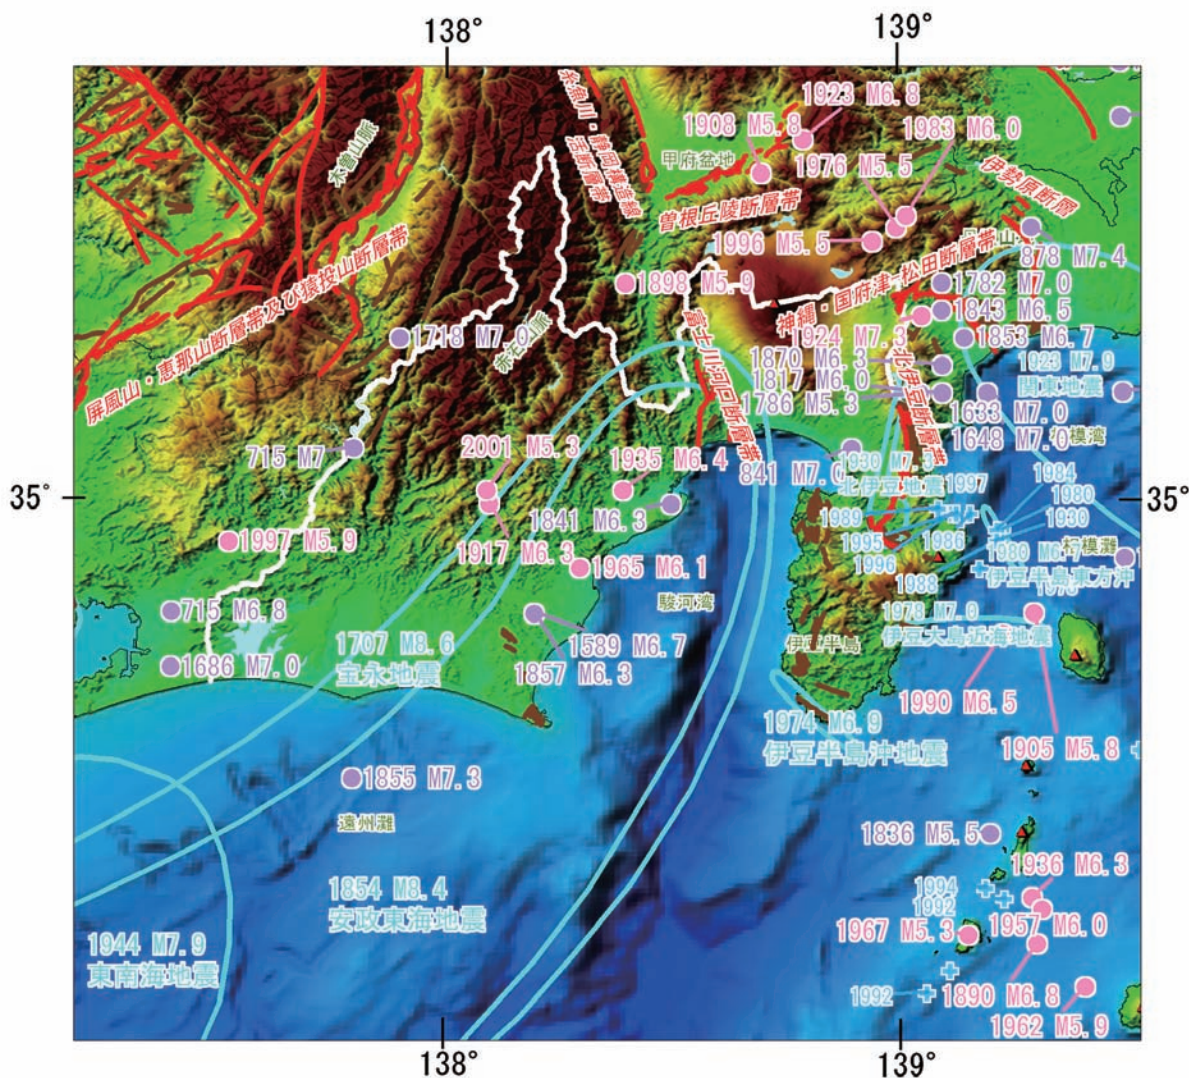 138°
139°
1923 M6.8
1908 M5.8
1983 M6.0
甲府盆地
1976 M5.5
糸魚川・静岡構造線
活断層帯
木曽山脈
伊勢原断層
曽根丘陵断層帯
1996 M5.5
878 M7.4
屏風山・恵那山断層帯及び猿投山断層帯
1898 M5.9
神縄・国府津-松田断層帯
1782 M7.0
1843 M6.5
1718 M7.0
赤石山脈
1924 M7.3
1853 M6.7
富士川河口断層帯
1870 M6.3
1923 M7.9
関東地震
1817 M6.0
1786 M5.3
北伊豆断層帯
1633 M7.0
1648 M7.0
相模湾
715 M7
2001 M5.3
1935 M6.4
841 M7.0
1930 M7.3
北伊豆地震
1997
1984
1980
35°
35°
1841 M6.3
1989
1930
1997 M5.9
1917 M6.3
1965 M6.1
1995
1986
1996
1980 M6.7
相模灘
伊豆半島東方沖
1988
715 M6.8
駿河湾
1978 M7.0
伊豆大島近海地震
1707 M8.6
宝永地震
1589 M6.7
伊豆半島
1686 M7.0
1857 M6.3
1990 M6.5
1974 M6.9
伊豆半島沖地震
1905 M5.8
1855 M7.3
遠州灘
1836 M5.5
1936 M6.3
1854 M8.4
安政東海地震
1994
1992
1944 M7.9
東南海地震
1967 M5.3
1957 M6.0
1992
1890 M6.8
1962 M5.9
138°
139°